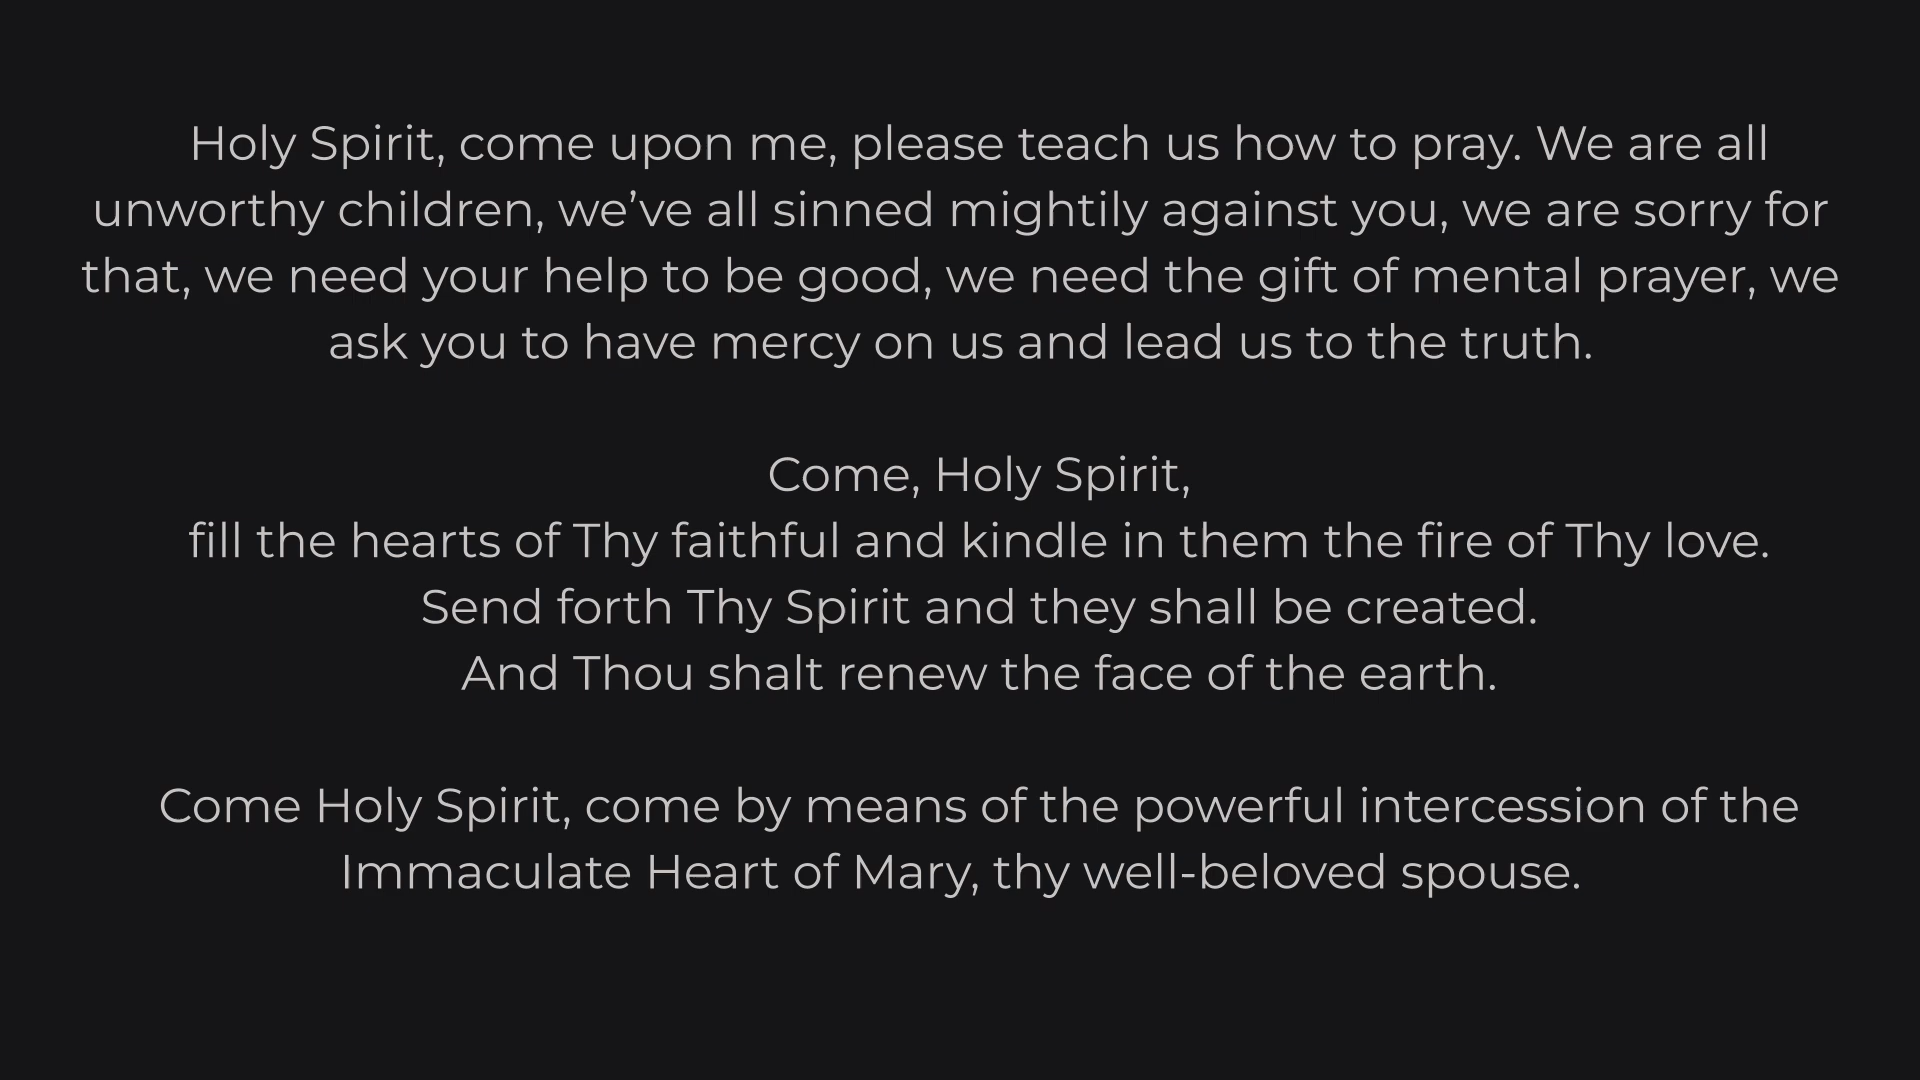 Holy Spirit, come upon me, please teach us how to pray. We are all
unworthy children, we’ve all sinned mightily against you, we are sorry for
that, we need your help to be good, we need the gift of mental prayer, we
ask you to have mercy on us and lead us to the truth.
Come, Holy Spirit,
fill the hearts of Thy faithful and kindle in them the fire of Thy love.
Send forth Thy Spirit and they shall be created.
And Thou shalt renew the face of the earth.
Come Holy Spirit, come by means of the powerful intercession of the
Immaculate Heart of Mary, thy well-beloved spouse.